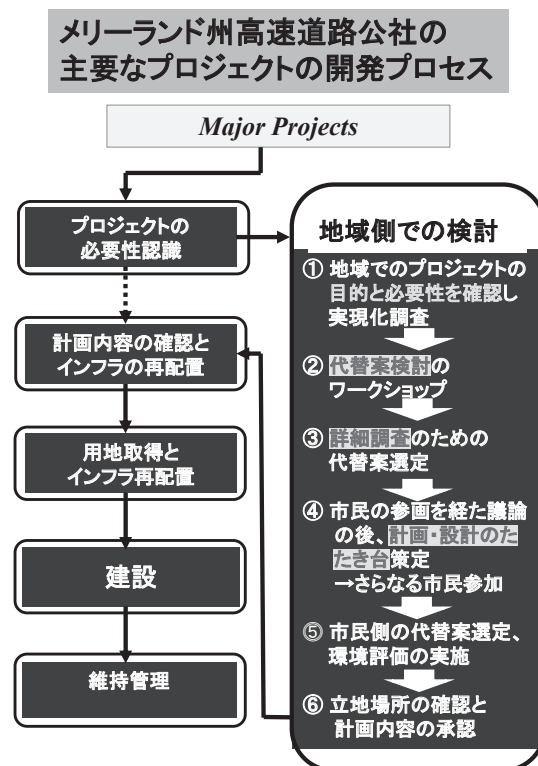 メリーランド州高速道路公社の
主要なプロジェクトの開発プロセス
Major Projects
プロジェクトの
必要性認識
計画内容の確認と
インフラの再配置
用地取得と
インフラ再配置
建設
維持管理
地域側での検討
① 地域でのプロジェクトの
目的と必要性を確認し
実現化調査
② 代替案検討の
ワークショップ
③ 詳細調査のための
代替案選定
④ 市民の参画を経た議論
の後、計画・設計のた
たき台策定
→さらなる市民参加
⑤ 市民側の代替案選定、
環境評価の実施
⑥ 立地場所の確認と
計画内容の承認